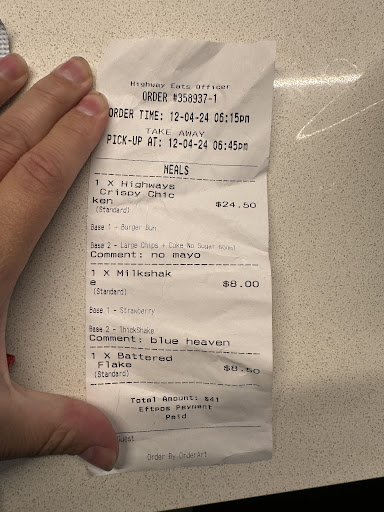 Highway Eats Officer
ORDER #358937-1
ORDER TIME: 12-04-24 06:15pm
TAKE AWAY
PICK-UP AT: 12-04-24 06:45pm
MEALS
1 X Highways
Crispy Chic
ken
$24.50
(Standard)
Base 1 - Burger Bun
Base 2 - Large Chips + Coke No Sugar
Comment: no mayo
1 X Milkshak
e
$8.00
(Standard)
Base 1 - Strawberry
Base 2 - ThickShake
Comment: blue heaven
1 X Battered
Flake
$8.50
(Standard)
Total Amount: $41
Eftpos Payment
Paid
Guest
Order By OrderArt